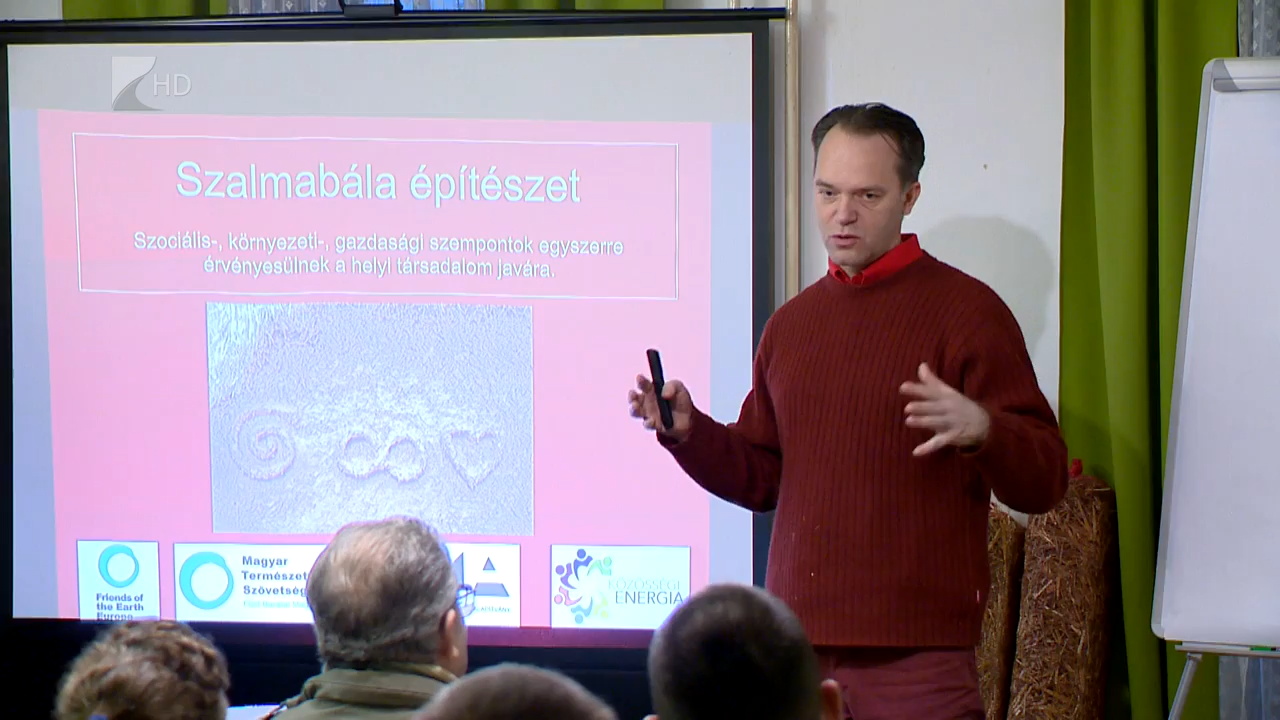 HD
Szalmabála építészet
Szociális-, környezeti-, gazdasági szempontok egyszerre
érvényesülnek a helyi társadalom javára.
Friends of
the Earth
Europe
Magyar
Természet
Szövetség
KÖZÖSSÉGI
ENERGIA